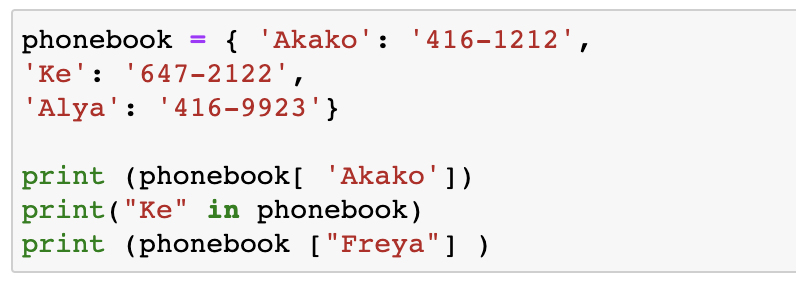 phonebook = { 'Akako': '416-1212',
'Ke': '647-2122',
'Alya': '416-9923'}
print (phonebook[ 'Akako'])
print("Ke" in phonebook)
print (phonebook ["Freya"] )